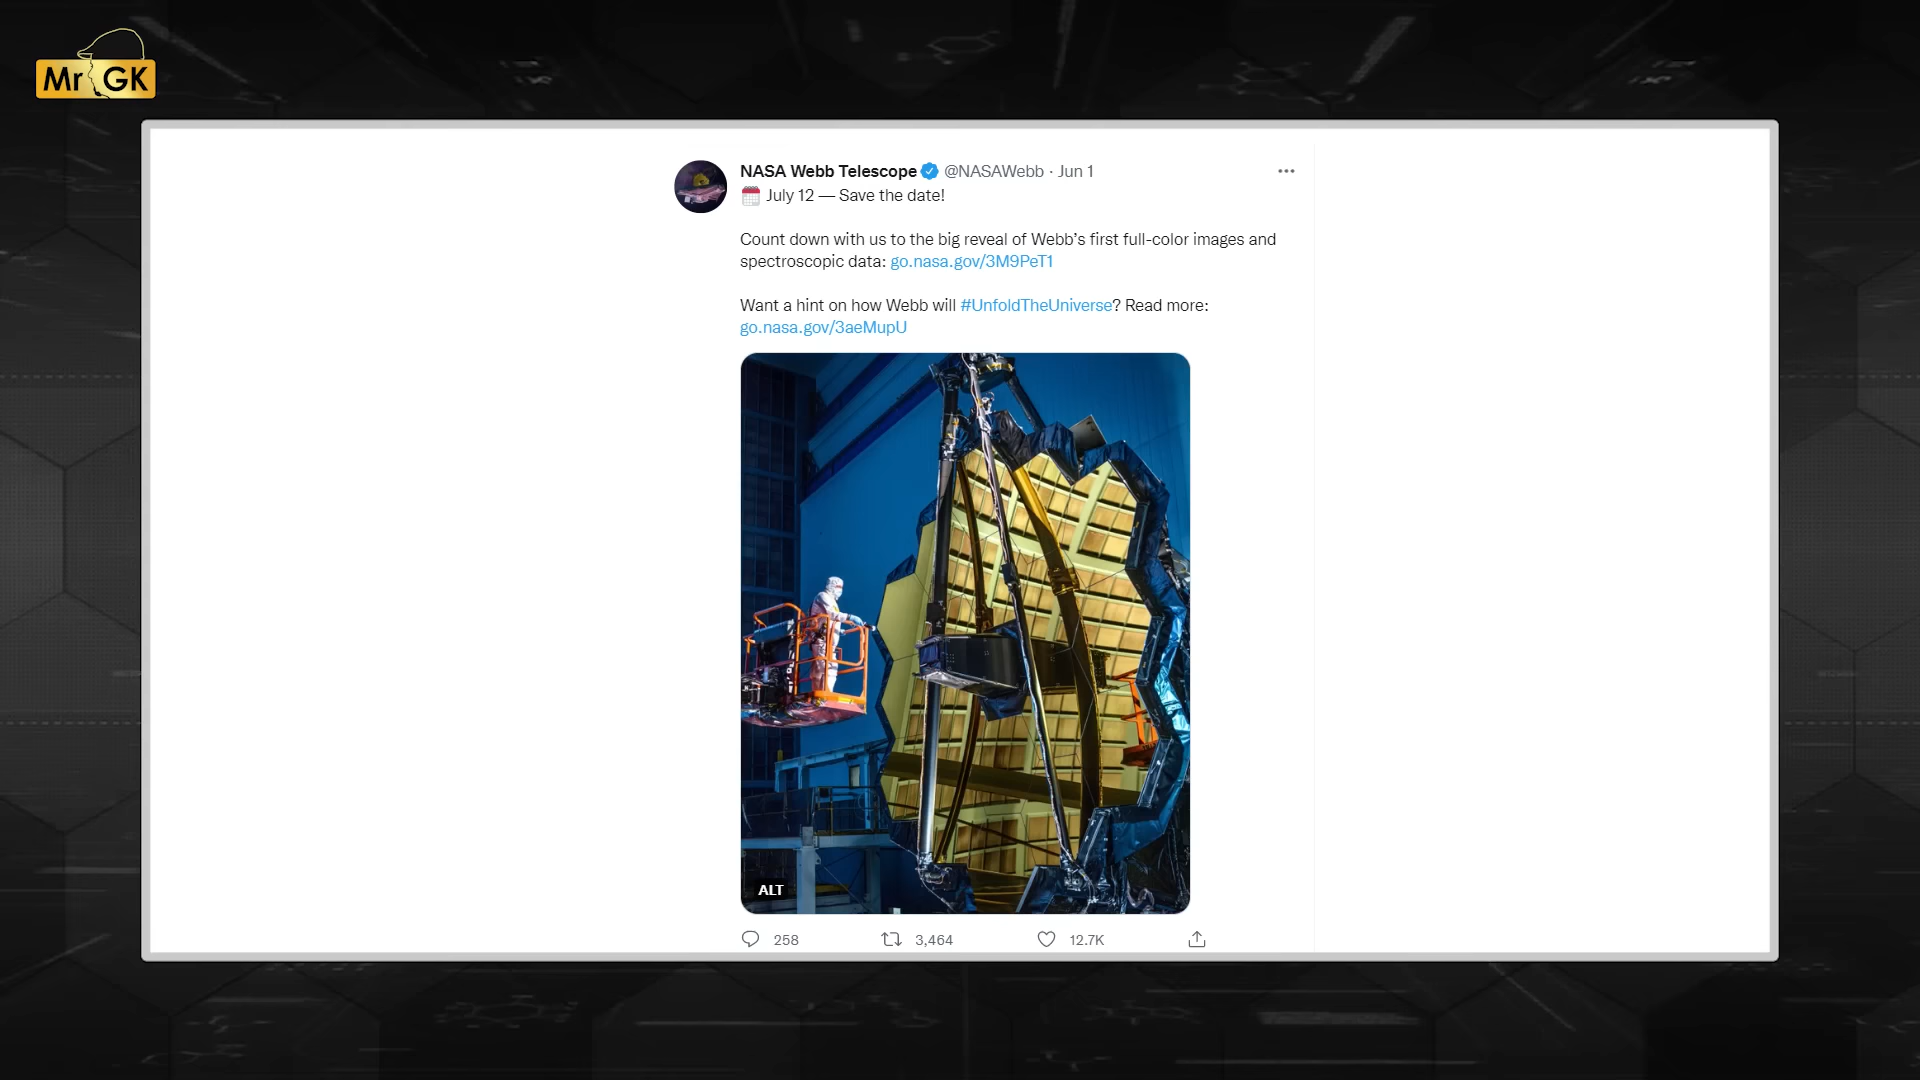 Mr GK
NASA Webb Telescope @NASAWebb · Jun 1
July 12 — Save the date!
Count down with us to the big reveal of Webb’s first full-color images and
spectroscopic data: go.nasa.gov/3M9PeT1
Want a hint on how Webb will #UnfoldTheUniverse? Read more:
go.nasa.gov/3aeMupU
ALT
258 3,464 12.7K